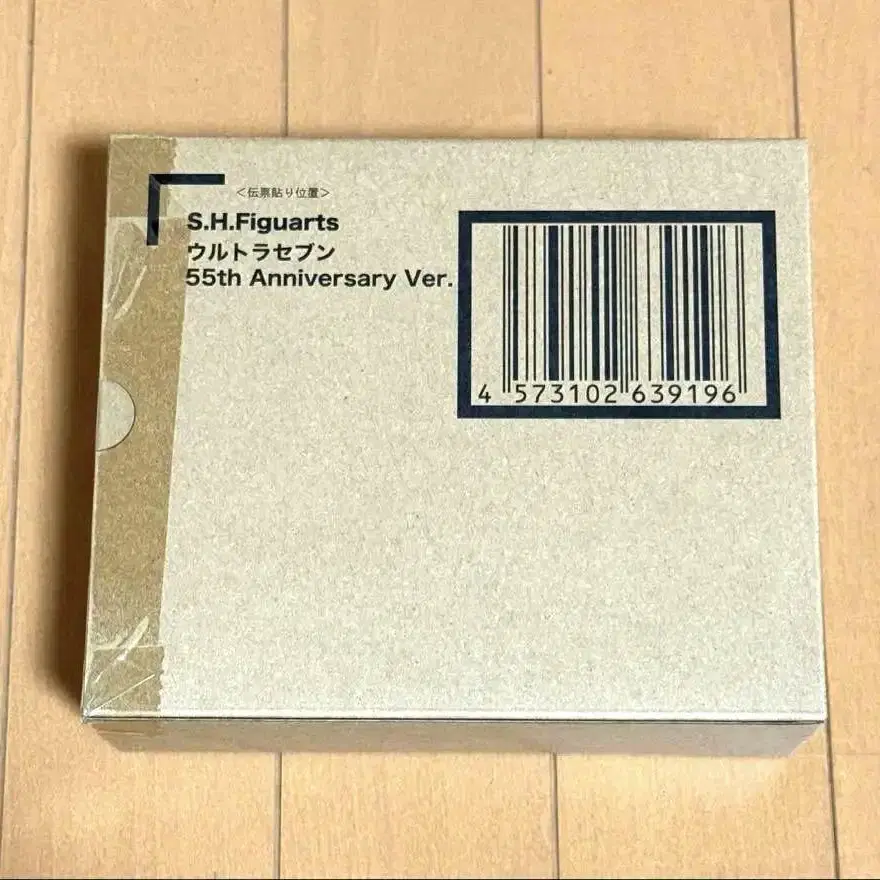 ＜伝票貼り位置＞
S.H.Figuarts
ウルトラセブン
55th Anniversary Ver.
4 573102 639196